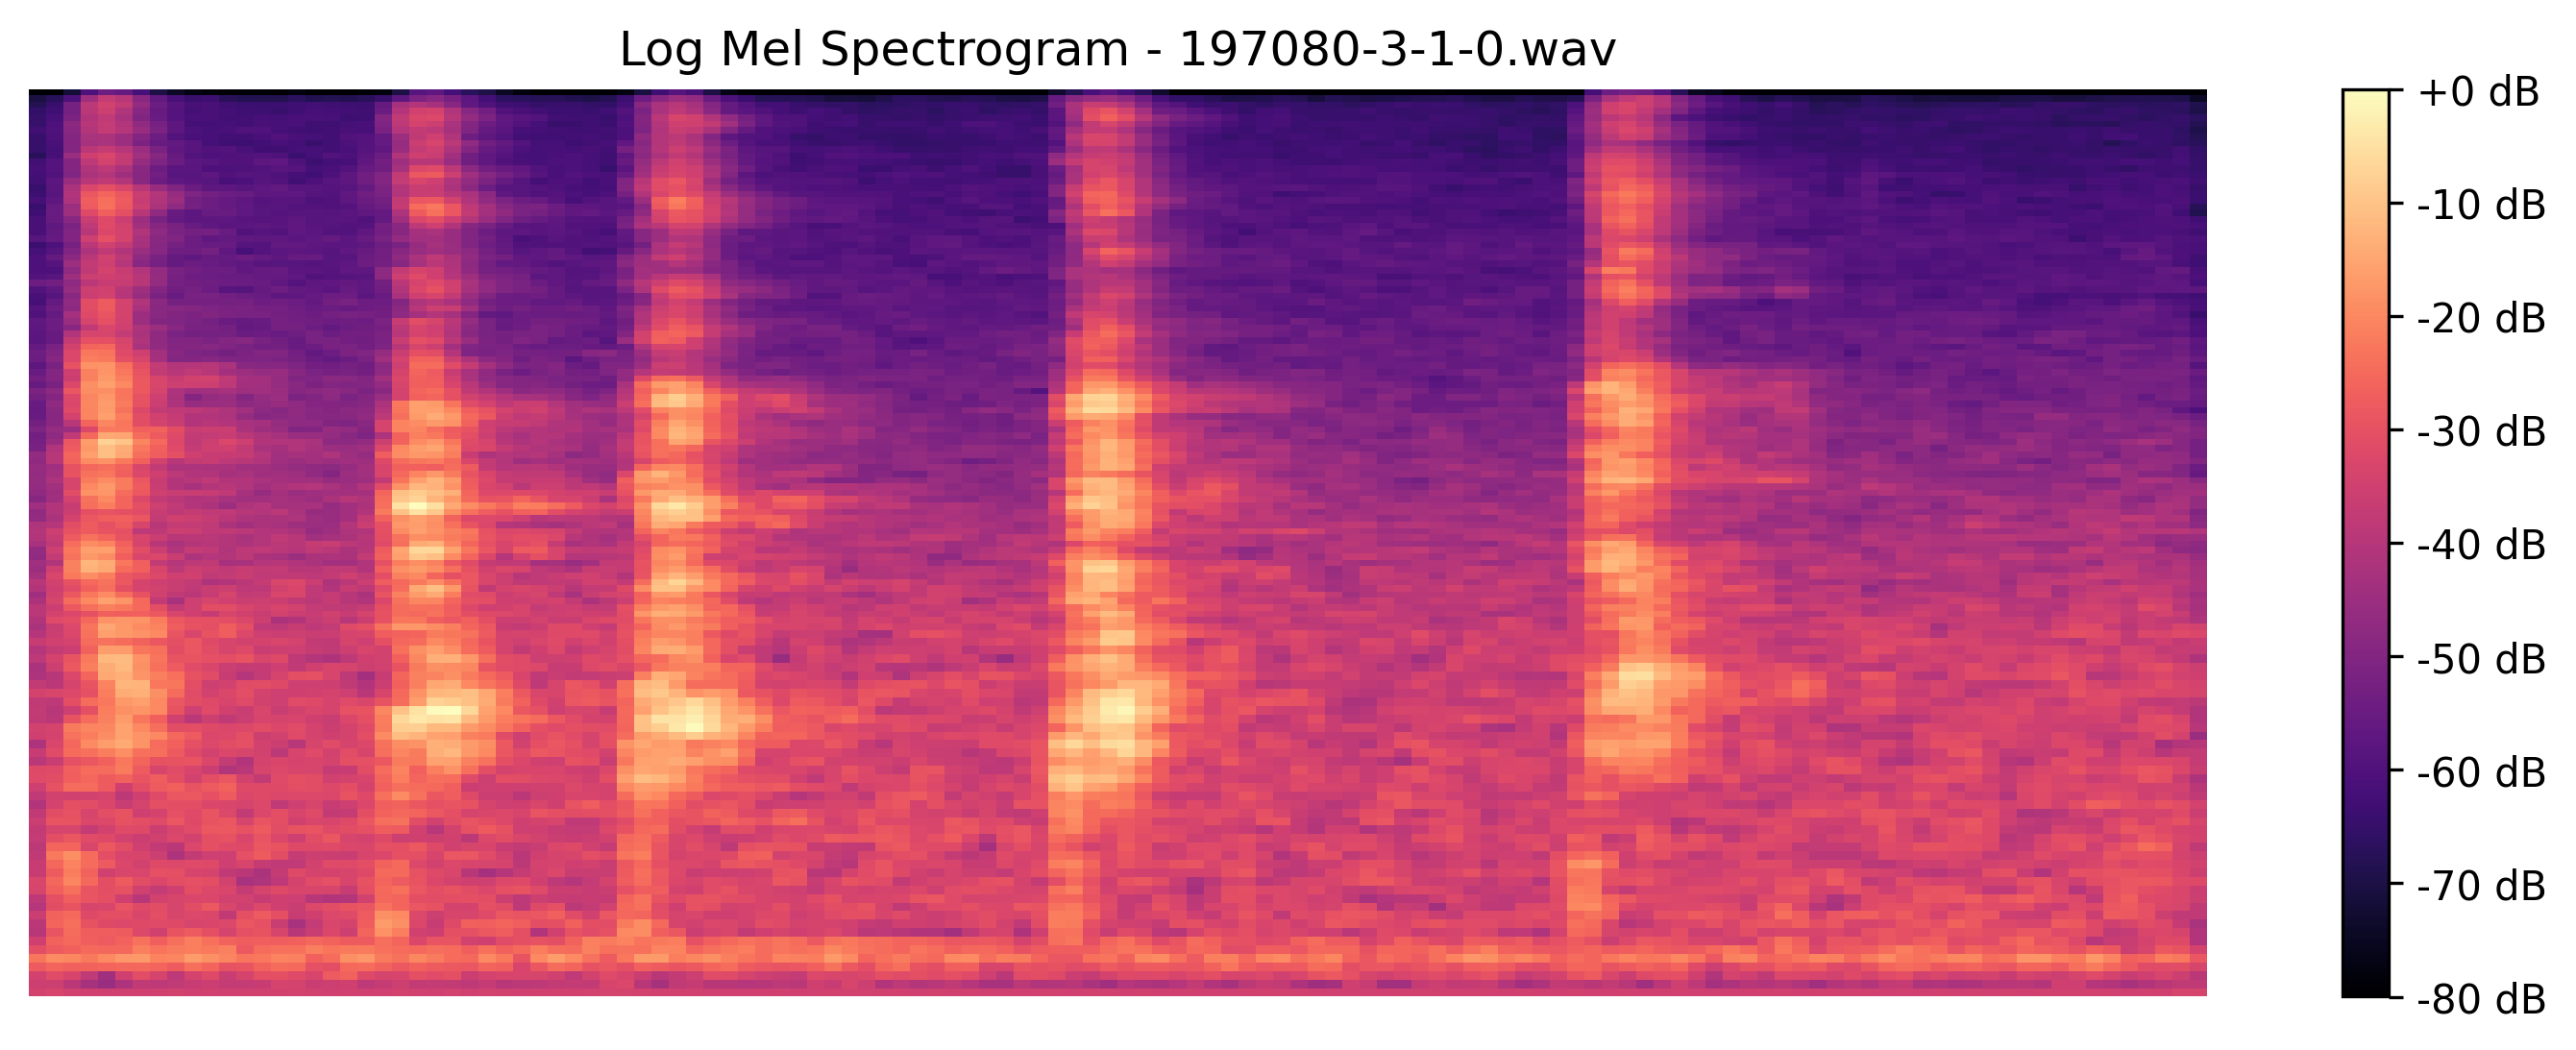 Log Mel Spectrogram - 197080-3-1-0.wav
+0 dB
-10 dB
-20 dB
-30 dB
-40 dB
-50 dB
-60 dB
-70 dB
-80 dB